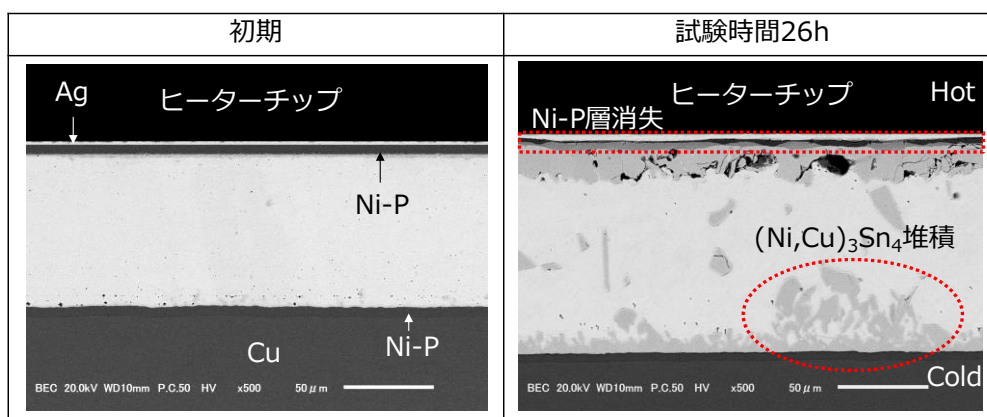 初期
試験時間26h
Ag
ヒーターチップ
Ni-P
Ni-P
Cu
BEC 20.0kV WD10mm P.C.50 HV x500 50μm
ヒーターチップ
Hot
Ni-P層消失
(Ni,Cu)₃Sn₄堆積
Cold
BEC 20.0kV WD10mm P.C.50 HV x500 50μm